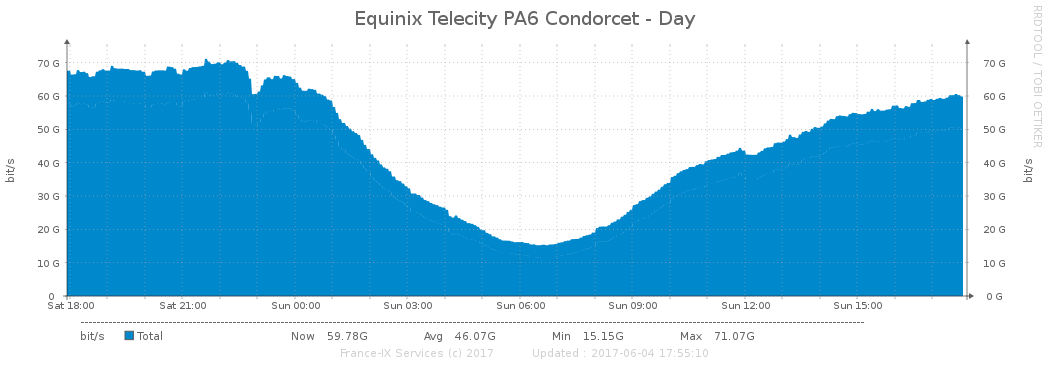 Equinix Telecity PA6 Condorcet - Day
RRDTOOL / TOBI OETIKER
bit/s
bit/s
70 G
70 G
60 G
60 G
50 G
50 G
40 G
40 G
30 G
30 G
20 G
20 G
10 G
10 G
0
0 G
Sat 18:00 Sat 21:00 Sun 00:00 Sun 03:00 Sun 06:00 Sun 09:00 Sun 12:00 Sun 15:00
bit/s Total Now 59.78G Avg 46.07G Min 15.15G Max 71.07G
France-IX Services (c) 2017 Updated : 2017-06-04 17:55:10